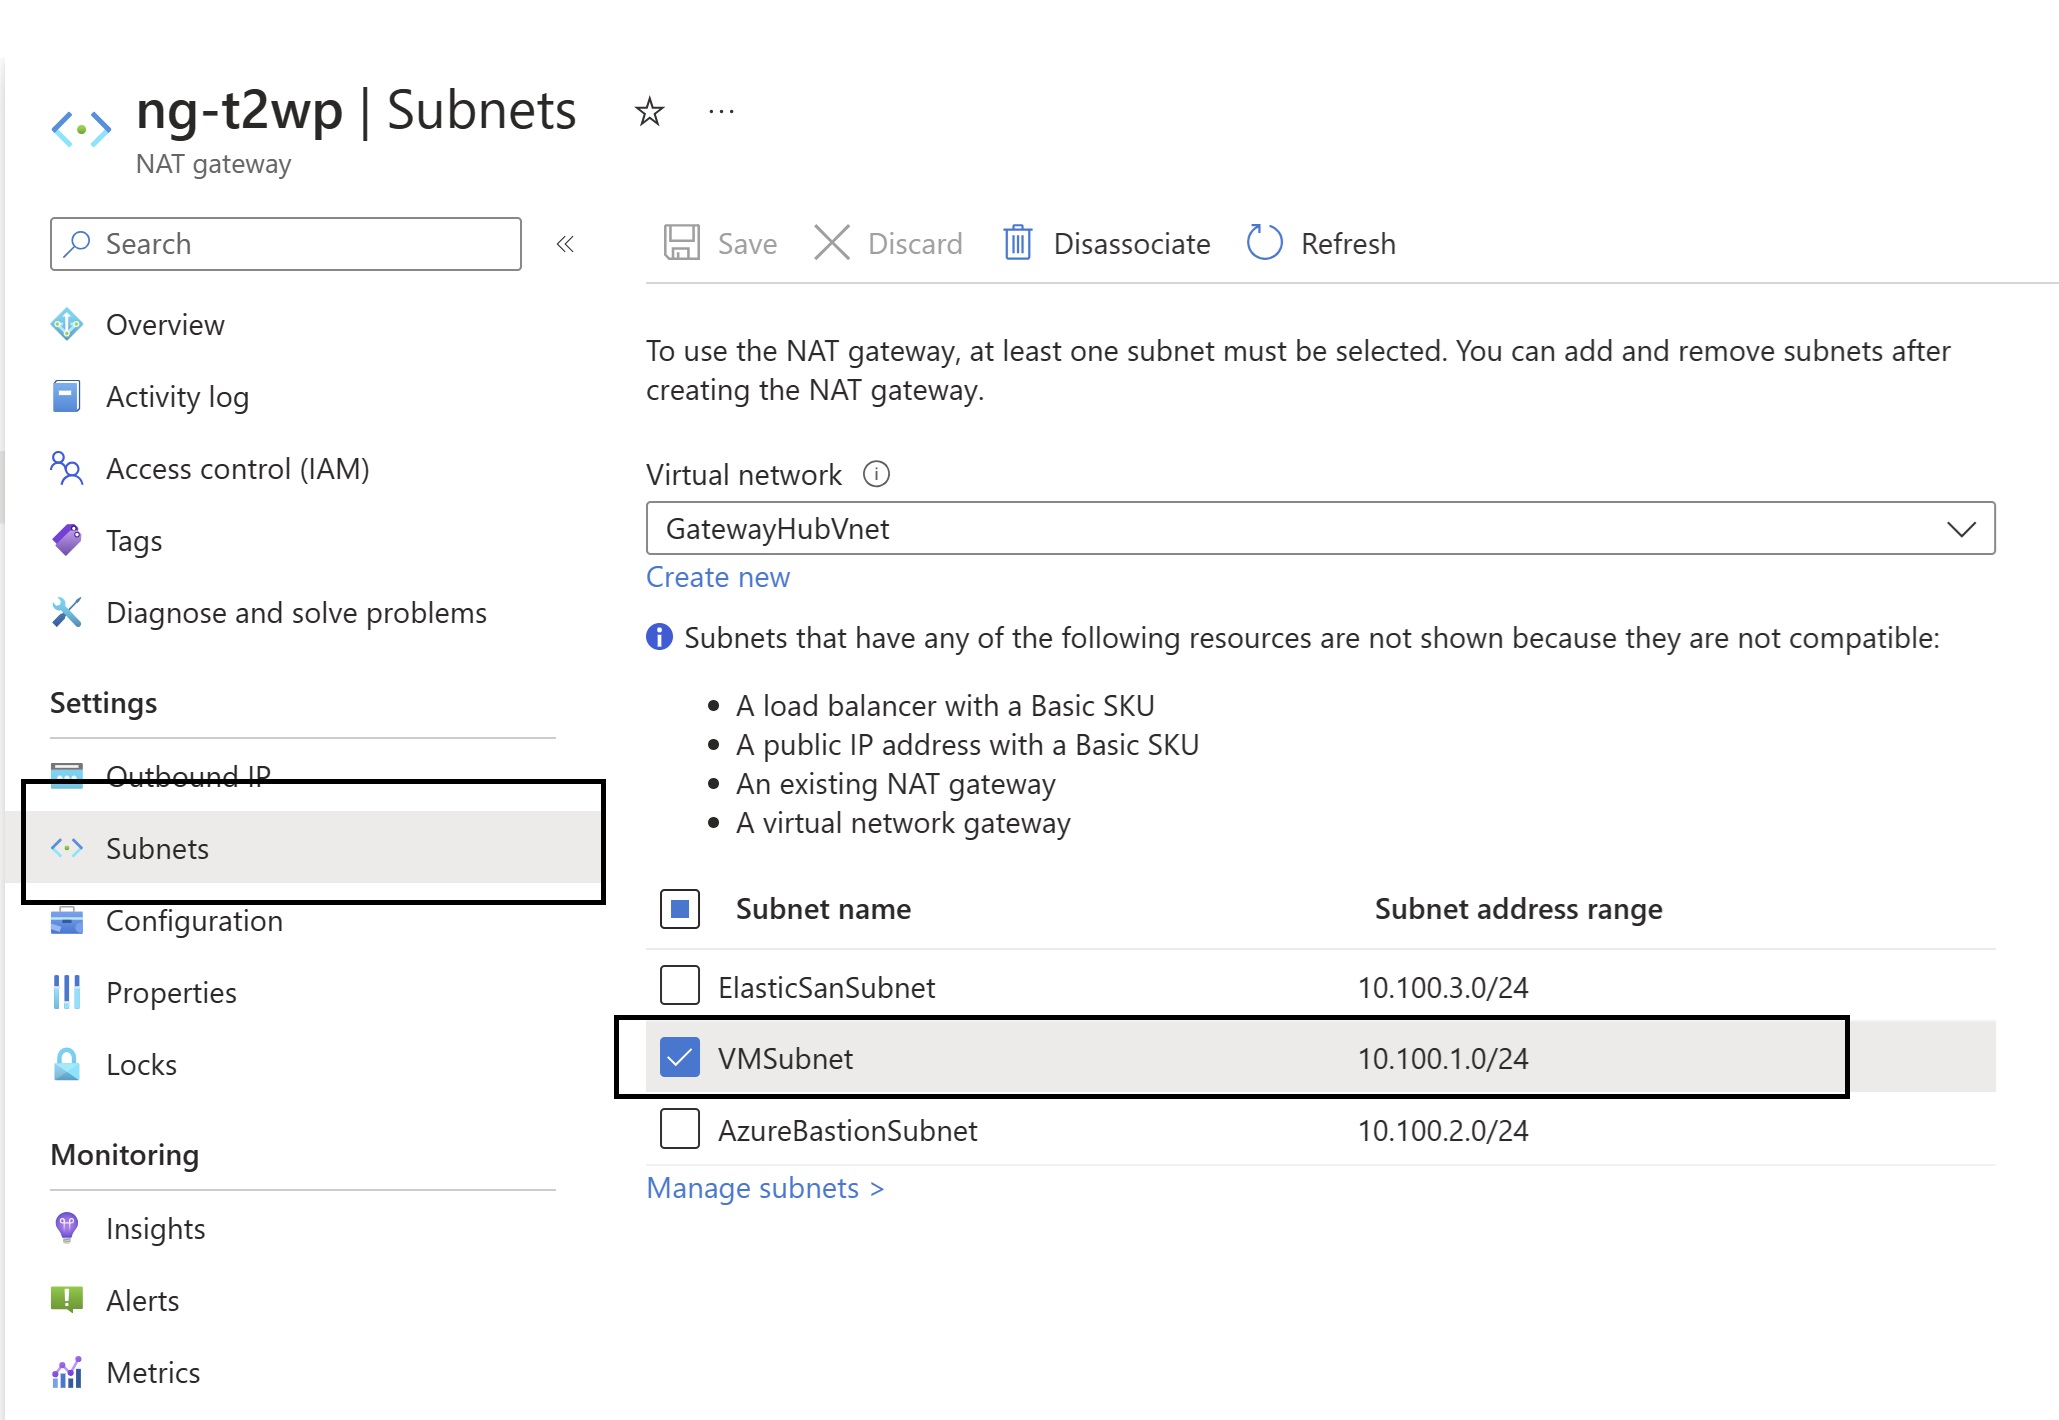 ng-t2wp | Subnets
NAT gateway
Search
Save
Discard
Disassociate
Refresh
Overview
Activity log
Access control (IAM)
Tags
Diagnose and solve problems
Settings
Outbound IP
Subnets
Configuration
Properties
Locks
Monitoring
Insights
Alerts
Metrics
To use the NAT gateway, at least one subnet must be selected. You can add and remove subnets after
creating the NAT gateway.
Virtual network
GatewayHubVnet
Create new
Subnets that have any of the following resources are not shown because they are not compatible:
• A load balancer with a Basic SKU
• A public IP address with a Basic SKU
• An existing NAT gateway
• A virtual network gateway
Subnet name Subnet address range
ElasticSanSubnet 10.100.3.0/24
VMSubnet 10.100.1.0/24
AzureBastionSubnet 10.100.2.0/24
Manage subnets >